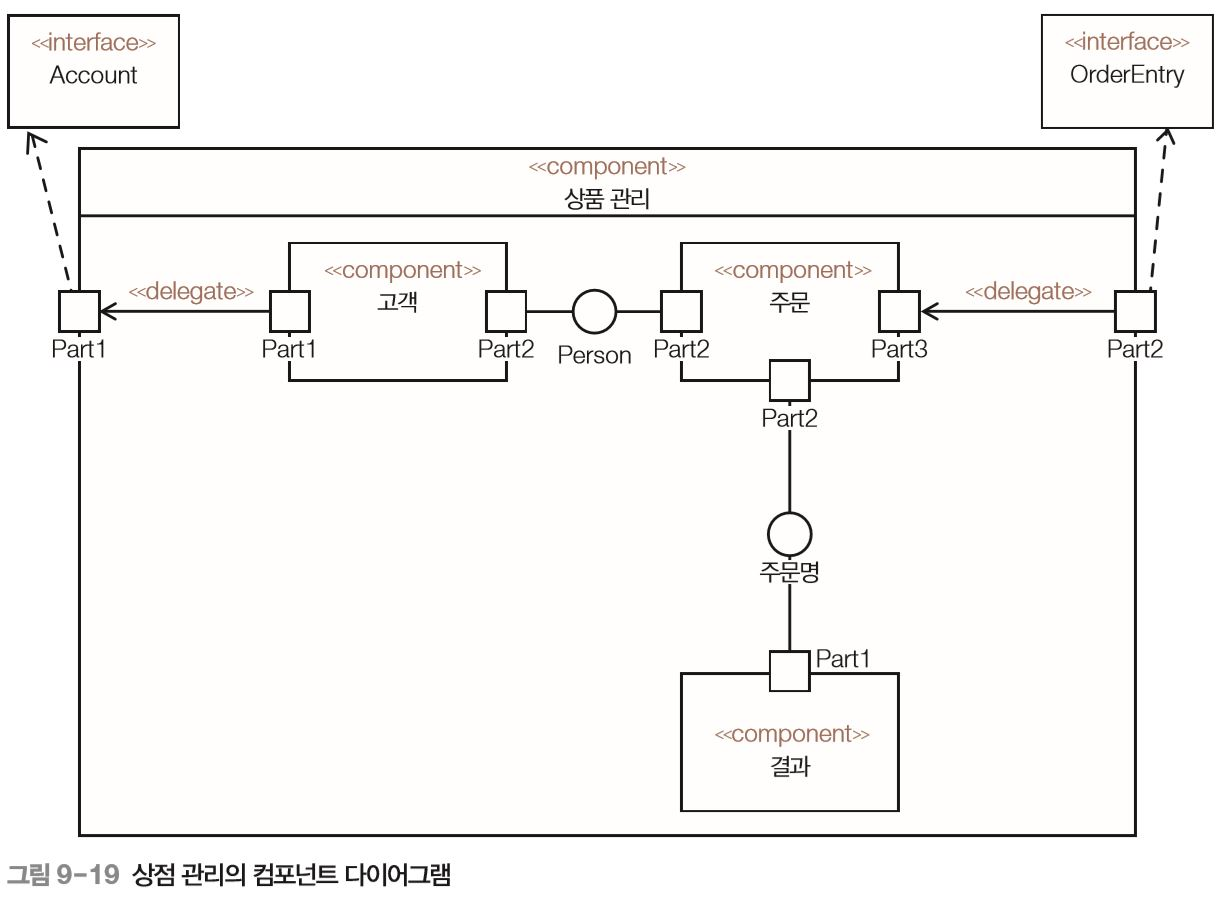 <<interface>>
Account
<<interface>>
OrderEntry
<<component>>
상품 관리
<<component>>
고객
<<component>>
주문
<<delegate>>
<<delegate>>
Part1
Part1
Part2
Person
Part2
Part3
Part2
Part2
주문명
Part1
<<component>>
결과
그림 9-19 상점 관리의 컴포넌트 다이어그램